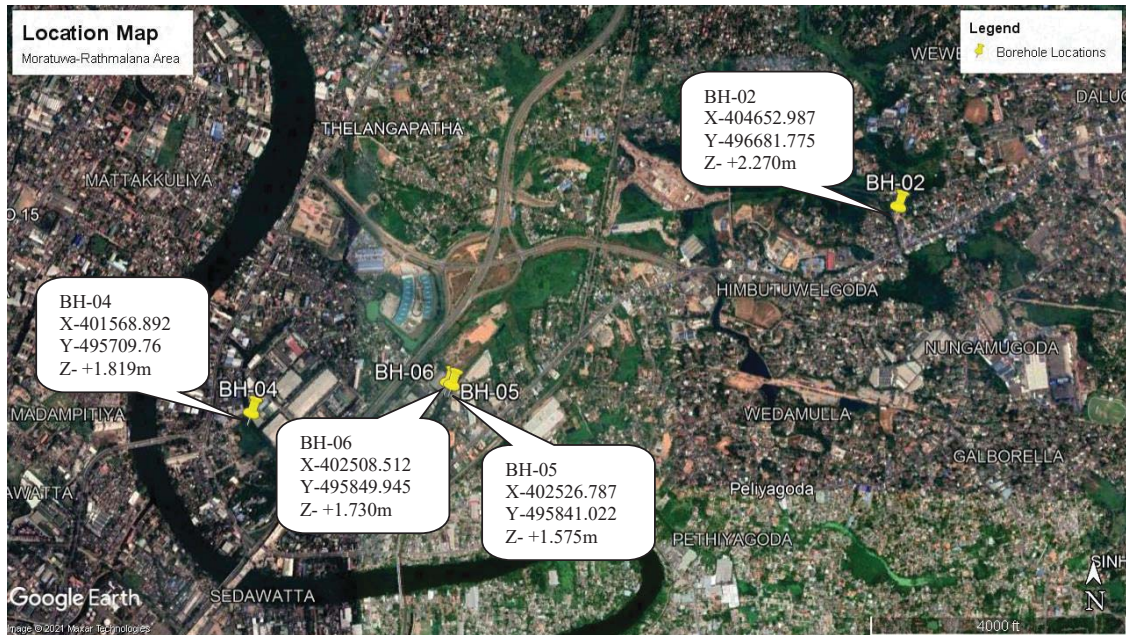 Location Map
Moratuwa-Rathmalana Area
Legend
Borehole Locations
WEWE
DALUG
BH-02
X-404652.987
Y-496681.775
Z- +2.270m
THELANGAPATHA
MATTAKKULIYA
BH-02
O 15
HIMBUTUWELGODA
BH-04
X-401568.892
Y-495709.76
Z- +1.819m
NUNGAMUGODA
BH-06
BH-05
BH-04
MADAMPITIYA
WEDAMULLA
BH-06
X-402508.512
Y-495849.945
Z- +1.730m
BH-05
X-402526.787
Y-495841.022
Z- +1.575m
GALBORELLA
AWATTA
Peliyagoda
PETHIYAGODA
SINH
Google Earth
SEDAWATTA
N
Image © 2021 Maxar Technologies
4000 ft